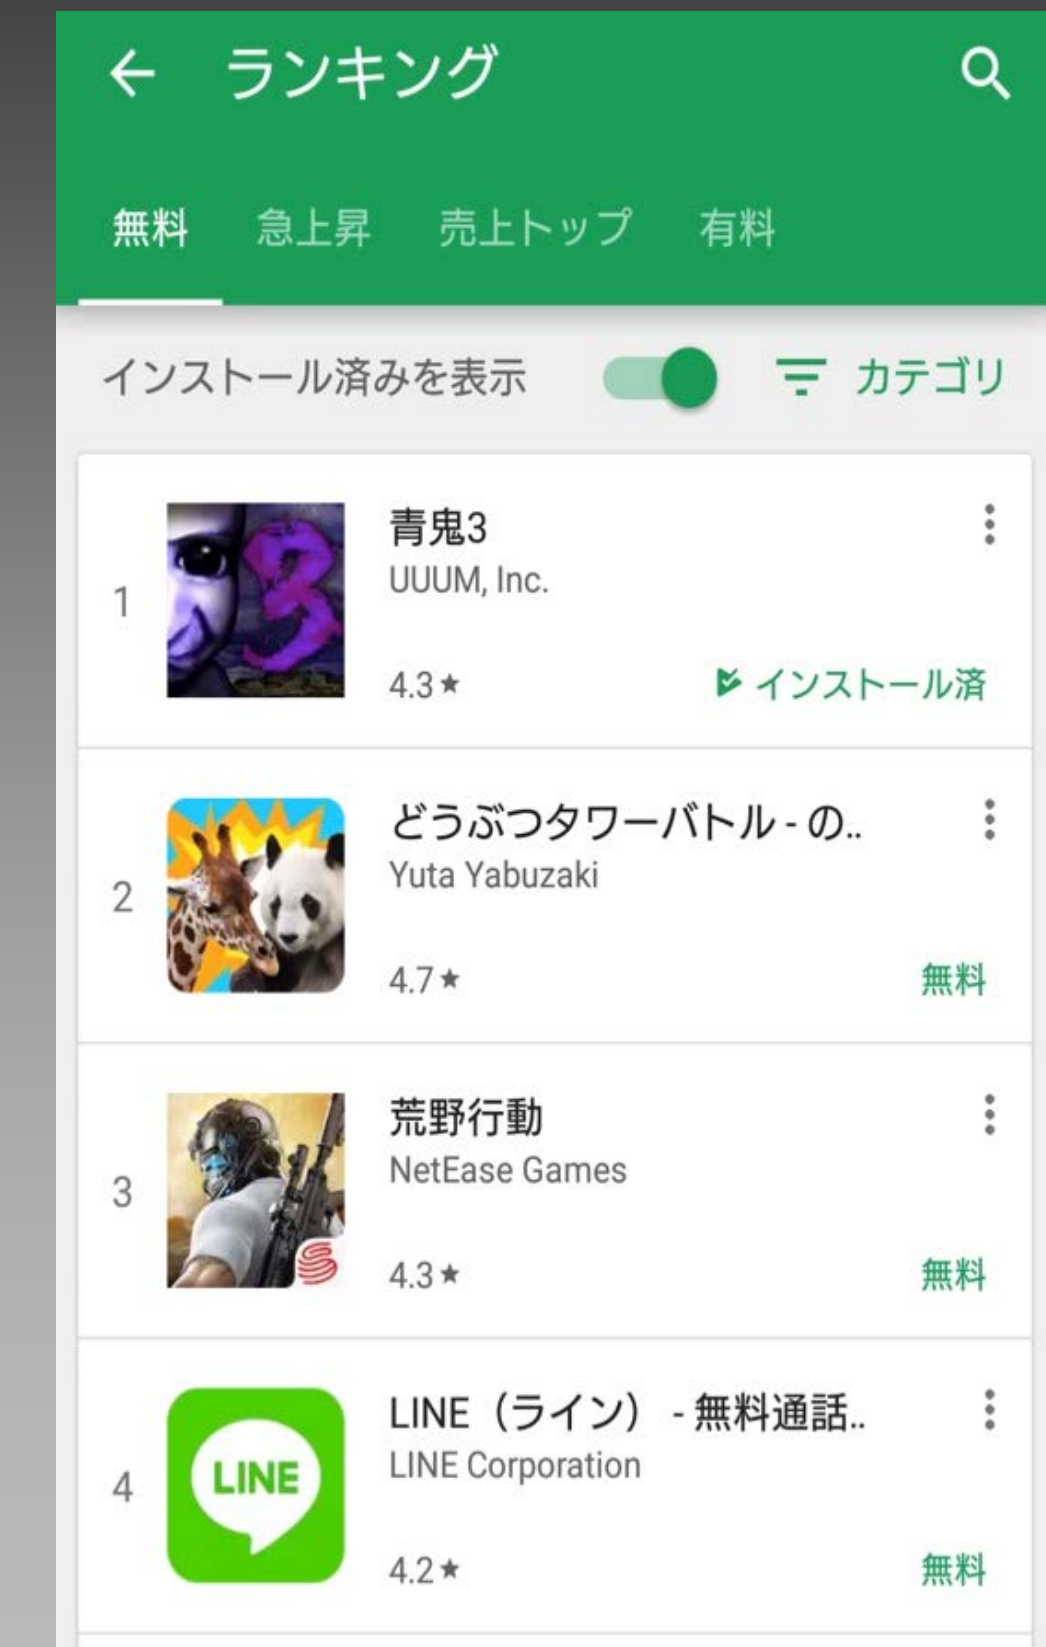 ランキング
無料 急上昇 売上トップ 有料
インストール済みを表示 カテゴリ
1
青鬼3
UUUM, Inc.
4.3★ インストール済
3
2
どうぶつタワーバトル - の..
Yuta Yabuzaki
4.7★ 無料
3
荒野行動
NetEase Games
4.3★ 無料
4
LINE（ライン） - 無料通話..
LINE Corporation
LINE
4.2★ 無料